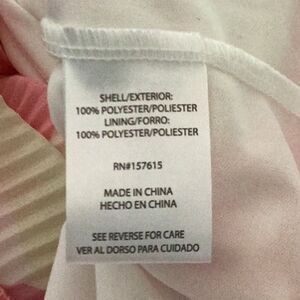 SHELL/EXTERIOR:
100% POLYESTER/POLIESTER
LINING/FORRO:
100% POLYESTER/POLIESTER
RN#157615
MADE IN CHINA
HECHO EN CHINA
SEE REVERSE FOR CARE
VER AL DORSO PARA CUIDADO